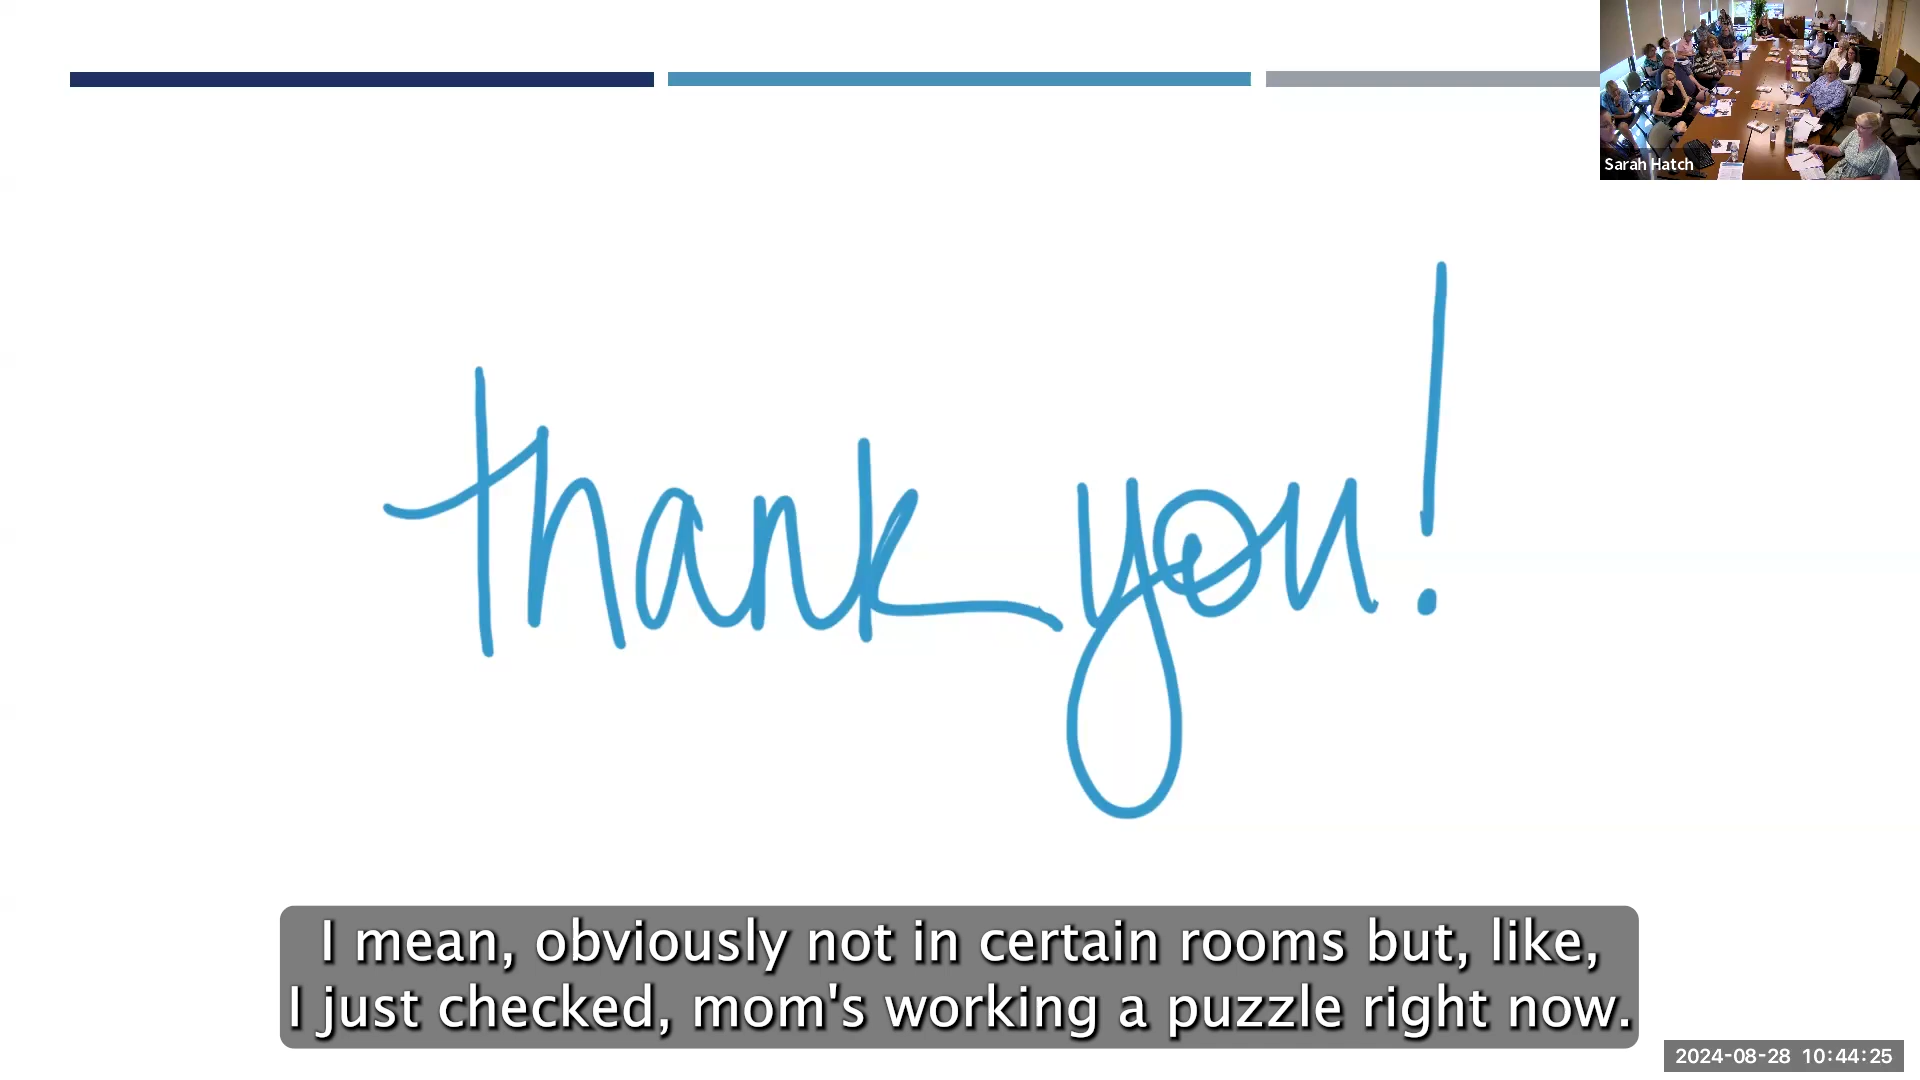 Sarah Hatch
thank you!
I mean, obviously not in certain rooms but, like,
I just checked, mom's working a puzzle right now.
2024-08-28 10:44:25